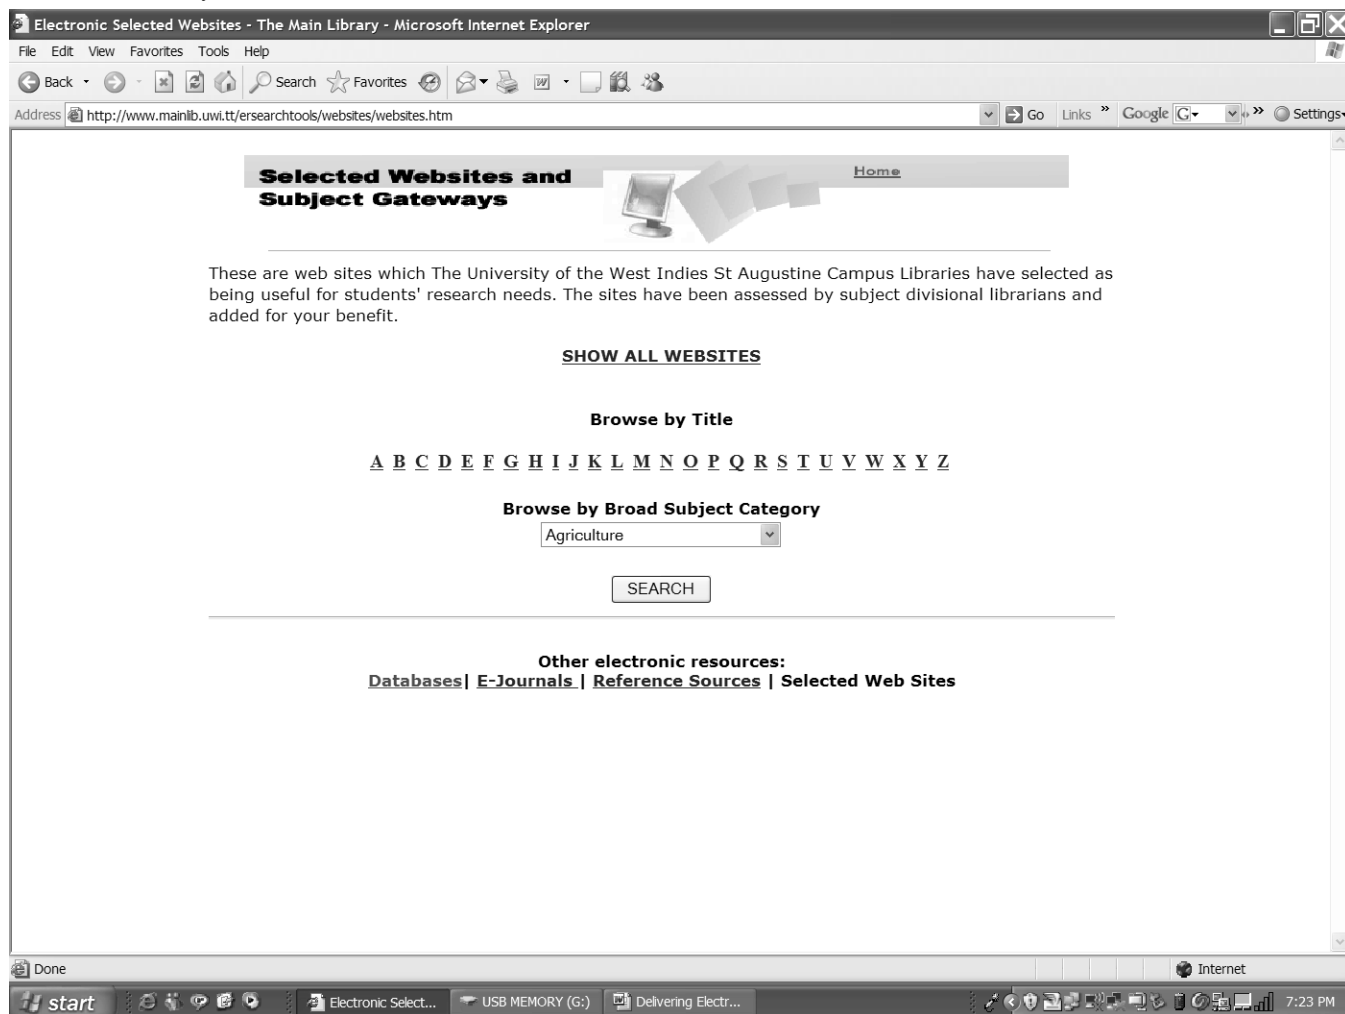 Electronic Selected Websites - The Main Library - Microsoft Internet Explorer
File Edit View Favorites Tools Help
Back Search Favorites
Address http://www.mainlib.uwi.tt/ersearchtools/websites/websites.htm Go Links » Google G » Settings
Selected Websites and
Subject Gateways
Home
These are web sites which The University of the West Indies St Augustine Campus Libraries have selected as
being useful for students' research needs. The sites have been assessed by subject divisional librarians and
added for your benefit.
SHOW ALL WEBSITES
Browse by Title
A B C D E F G H I J K L M N O P Q R S T U V W X Y Z
Browse by Broad Subject Category
Agriculture
SEARCH
Other electronic resources:
Databases| E-Journals | Reference Sources | Selected Web Sites
Done Internet
start Electronic Select... USB MEMORY (G:) Delivering Electr... 7:23 PM